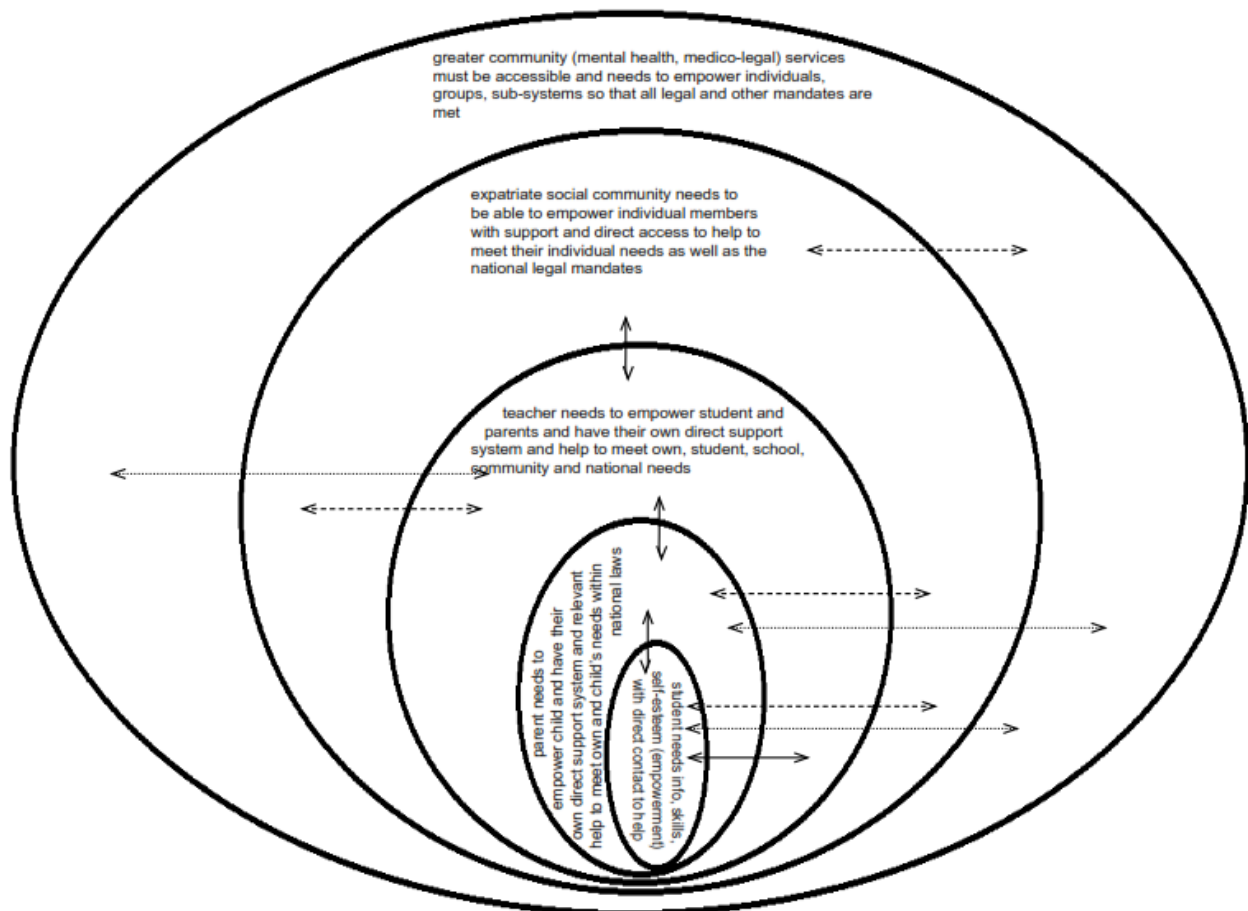 greater community (mental health, medico-legal) services
must be accessible and needs to empower individuals,
groups, sub-systems so that all legal and other mandates are
met
expatriate social community needs to
be able to empower individual members
with support and direct access to help to
meet their individual needs as well as the
national legal mandates
teacher needs to empower student and
parents and have their own direct support
system and help to meet own, student, school,
community and national needs
parent needs to
empower child and have their
own direct support system and relevant
help to meet own and child's needs within
national laws
student needs info, skills,
self-esteem (empowerment)
with direct contact to help